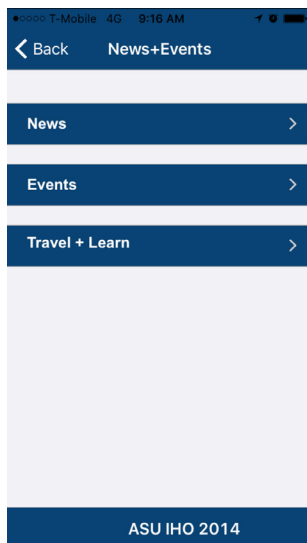 T-Mobile 4G 9:16 AM
Back News+Events
News
Events
Travel + Learn
ASU IHO 2014